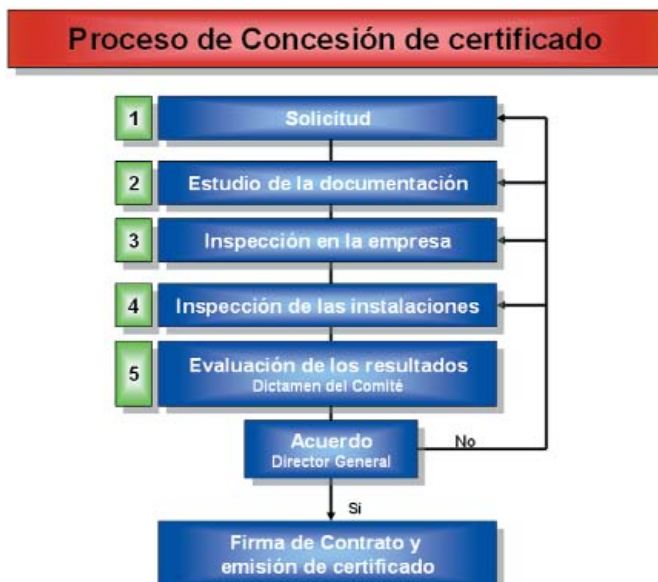 Proceso de Concesión de certificado
1
Solicitud
2
Estudio de la documentación
3
Inspección en la empresa
4
Inspección de las instalaciones
5
Evaluación de los resultados
Dictamen del Comité
Acuerdo
Director General
No
Sí
Firma de Contrato y
emisión de certificado